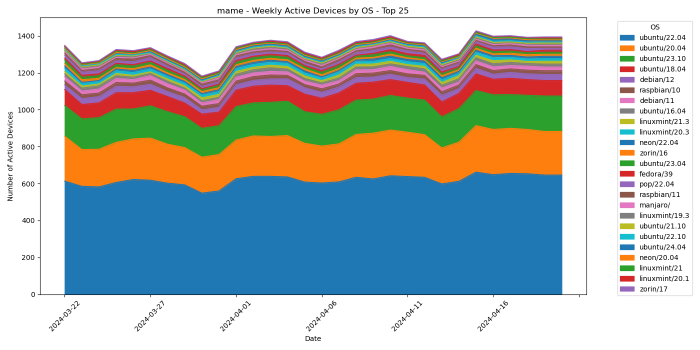 mame - Weekly Active Devices by OS - Top 25
Number of Active Devices
1400
1200
1000
800
600
400
200
0
2024-03-22
2024-03-27
2024-04-01
2024-04-06
2024-04-11
2024-04-16
Date
OS
ubuntu/22.04
ubuntu/20.04
ubuntu/23.10
ubuntu/18.04
debian/12
raspbian/10
debian/11
ubuntu/16.04
linuxmint/21.3
linuxmint/20.3
neon/22.04
zorin/16
ubuntu/23.04
fedora/39
pop/22.04
raspbian/11
manjaro/
linuxmint/19.3
ubuntu/21.10
ubuntu/22.10
ubuntu/24.04
neon/20.04
linuxmint/21
linuxmint/20.1
zorin/17